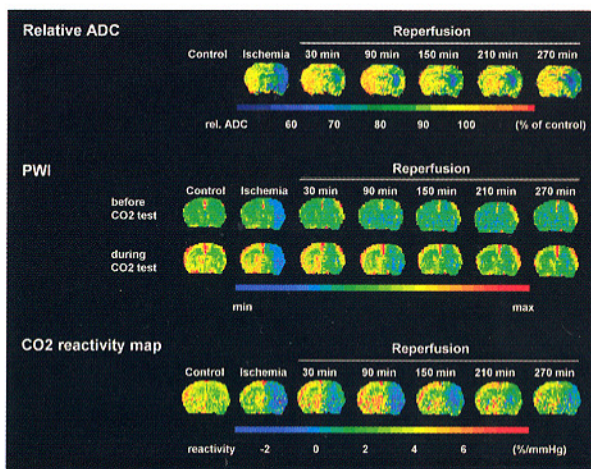 Relative ADC
Reperfusion
Control Ischemia 30 min 90 min 150 min 210 min 270 min
rel. ADC 60 70 80 90 100 (% of control)
PWI
Reperfusion
Control Ischemia 30 min 90 min 150 min 210 min 270 min
before
CO2 test
during
CO2 test
min max
CO2 reactivity map
Reperfusion
Control Ischemia 30 min 90 min 150 min 210 min 270 min
reactivity -2 0 2 4 6 (%/mmHg)